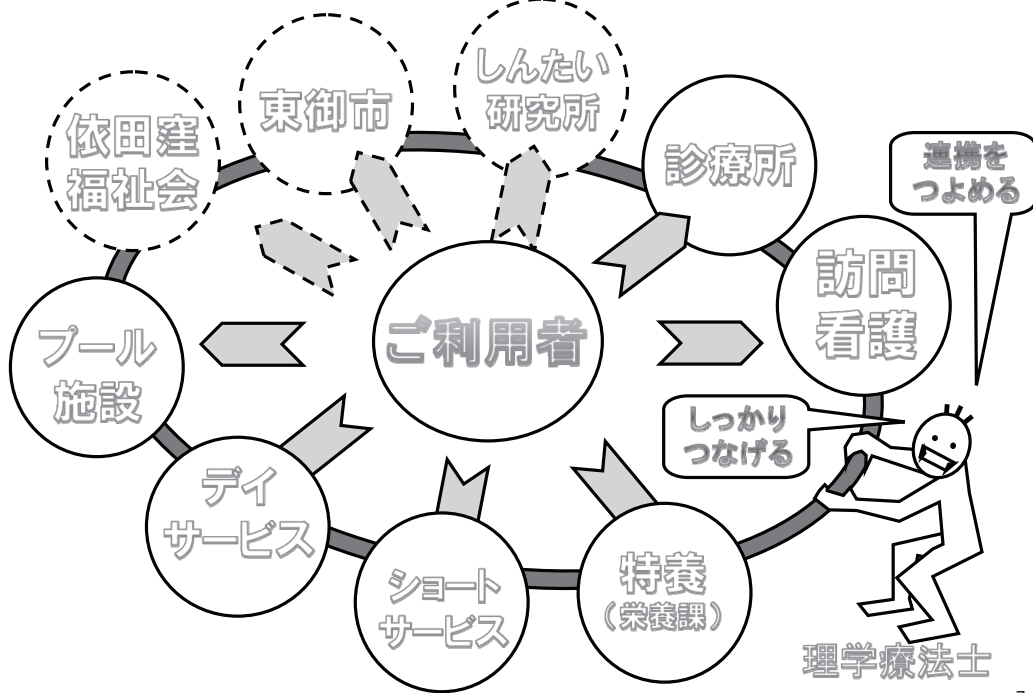 しんたい
研究所
東御市
依田窪
福祉会
診療所
連携を
つよめる
訪問
看護
ご利用者
プール
施設
しっかり
つなげる
デイ
サービス
ショート
サービス
特養
（栄養課）
理学療法士